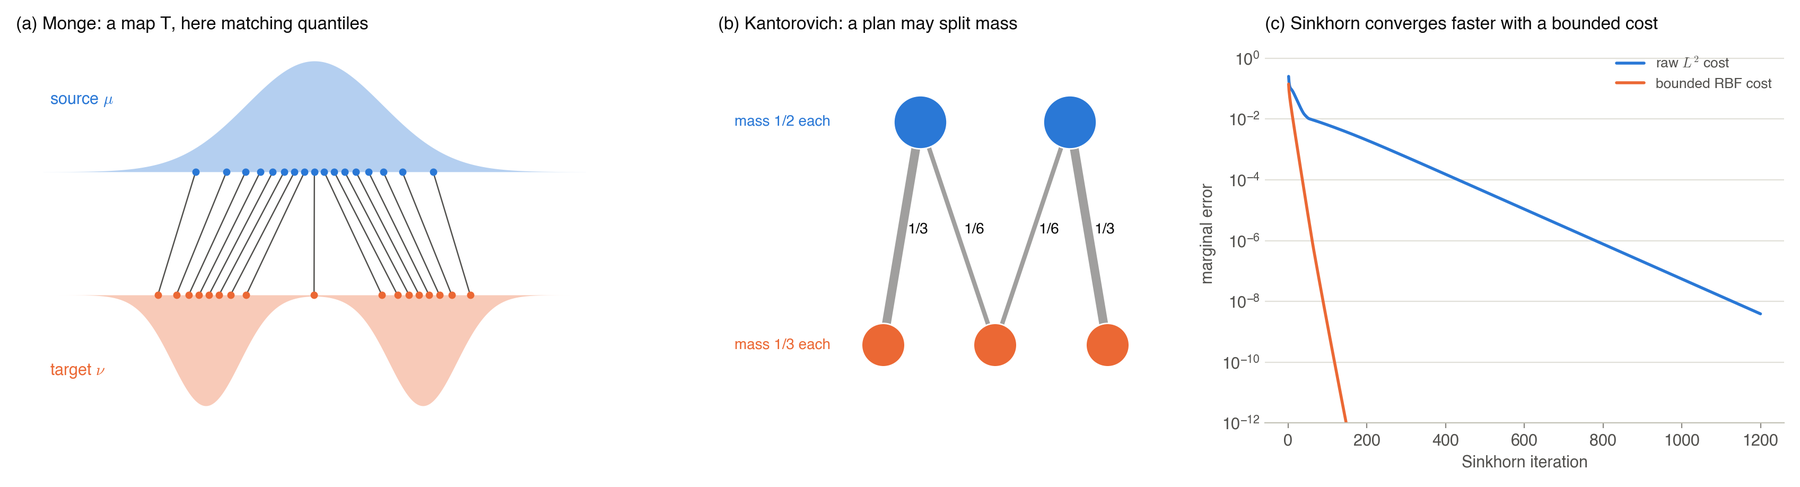 (a) Monge: a map T, here matching quantiles
source μ
target ν
(b) Kantorovich: a plan may split mass
mass 1/2 each
1/3
1/6
1/6
1/3
mass 1/3 each
(c) Sinkhorn converges faster with a bounded cost
raw L² cost
bounded RBF cost
marginal error
10⁰
10⁻²
10⁻⁴
10⁻⁶
10⁻⁸
10⁻¹⁰
10⁻¹²
0 200 400 600 800 1000 1200
Sinkhorn iteration